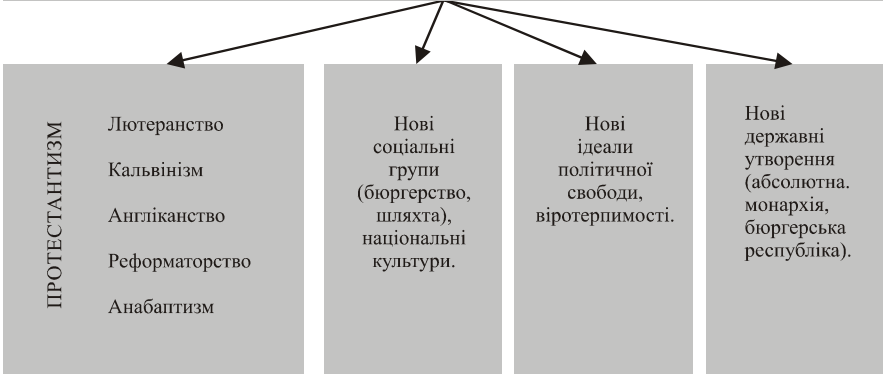 ПРОТЕСТАНТИЗМ
Лютеранство
Кальвінізм
Англіканство
Реформаторство
Анабаптизм
Нові
соціальні
групи
(бюргерство,
шляхта),
національні
культури.
Нові
ідеали
політичної
свободи,
віротерпимості.
Нові
державні
утворення
(абсолютна.
монархія,
бюргерська
республіка).